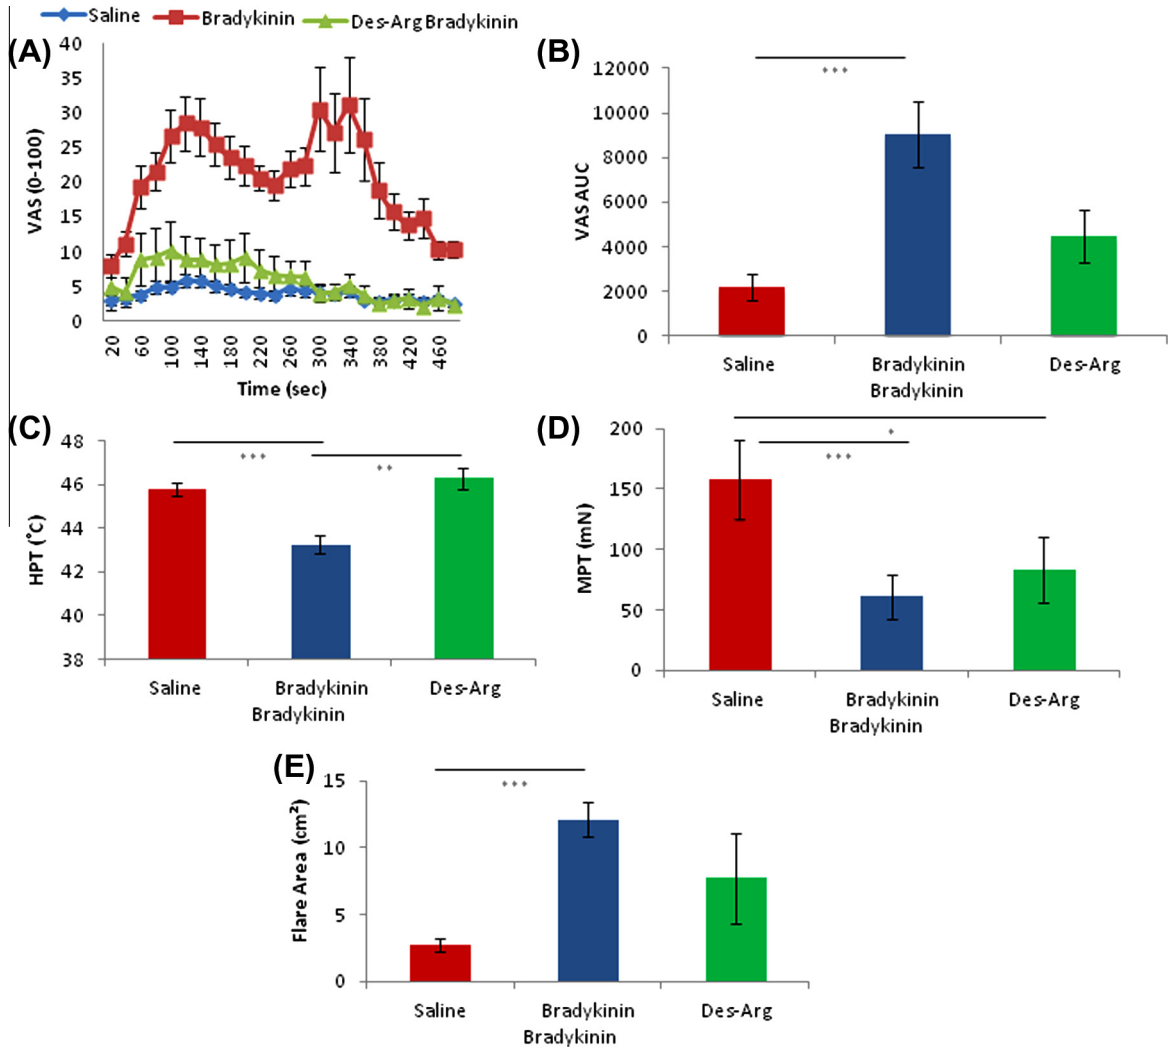 Saline Bradykinin Des-Arg Bradykinin
(A)
40
35
30
25
20
15
10
5
0
VAS (0-100)
20 60 100 140 180 220 260 300 340 380 420 460
Time (sec)
(B)
12000
10000
8000
6000
4000
2000
0
VAS AUC
***
Saline Bradykinin Des-Arg
Bradykinin
(C)
48
46
44
42
40
38
HPT (°C)
***
**
Saline Bradykinin Des-Arg
Bradykinin
(D)
200
150
100
50
0
MPT (mN)
*
***
Saline Bradykinin Des-Arg
Bradykinin
(E)
15
10
5
0
Flare Area (cm²)
***
Saline Bradykinin Des-Arg
Bradykinin